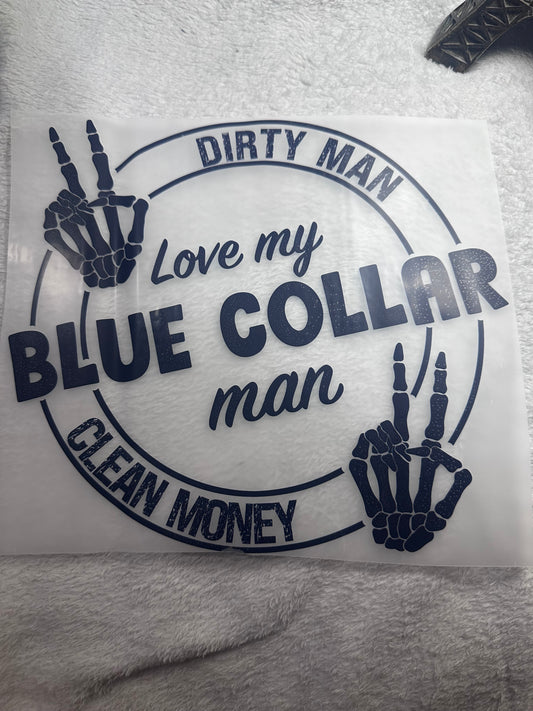 DIRTY MAN
Love my
BLUE COLLAR
man
CLEAN MONEY